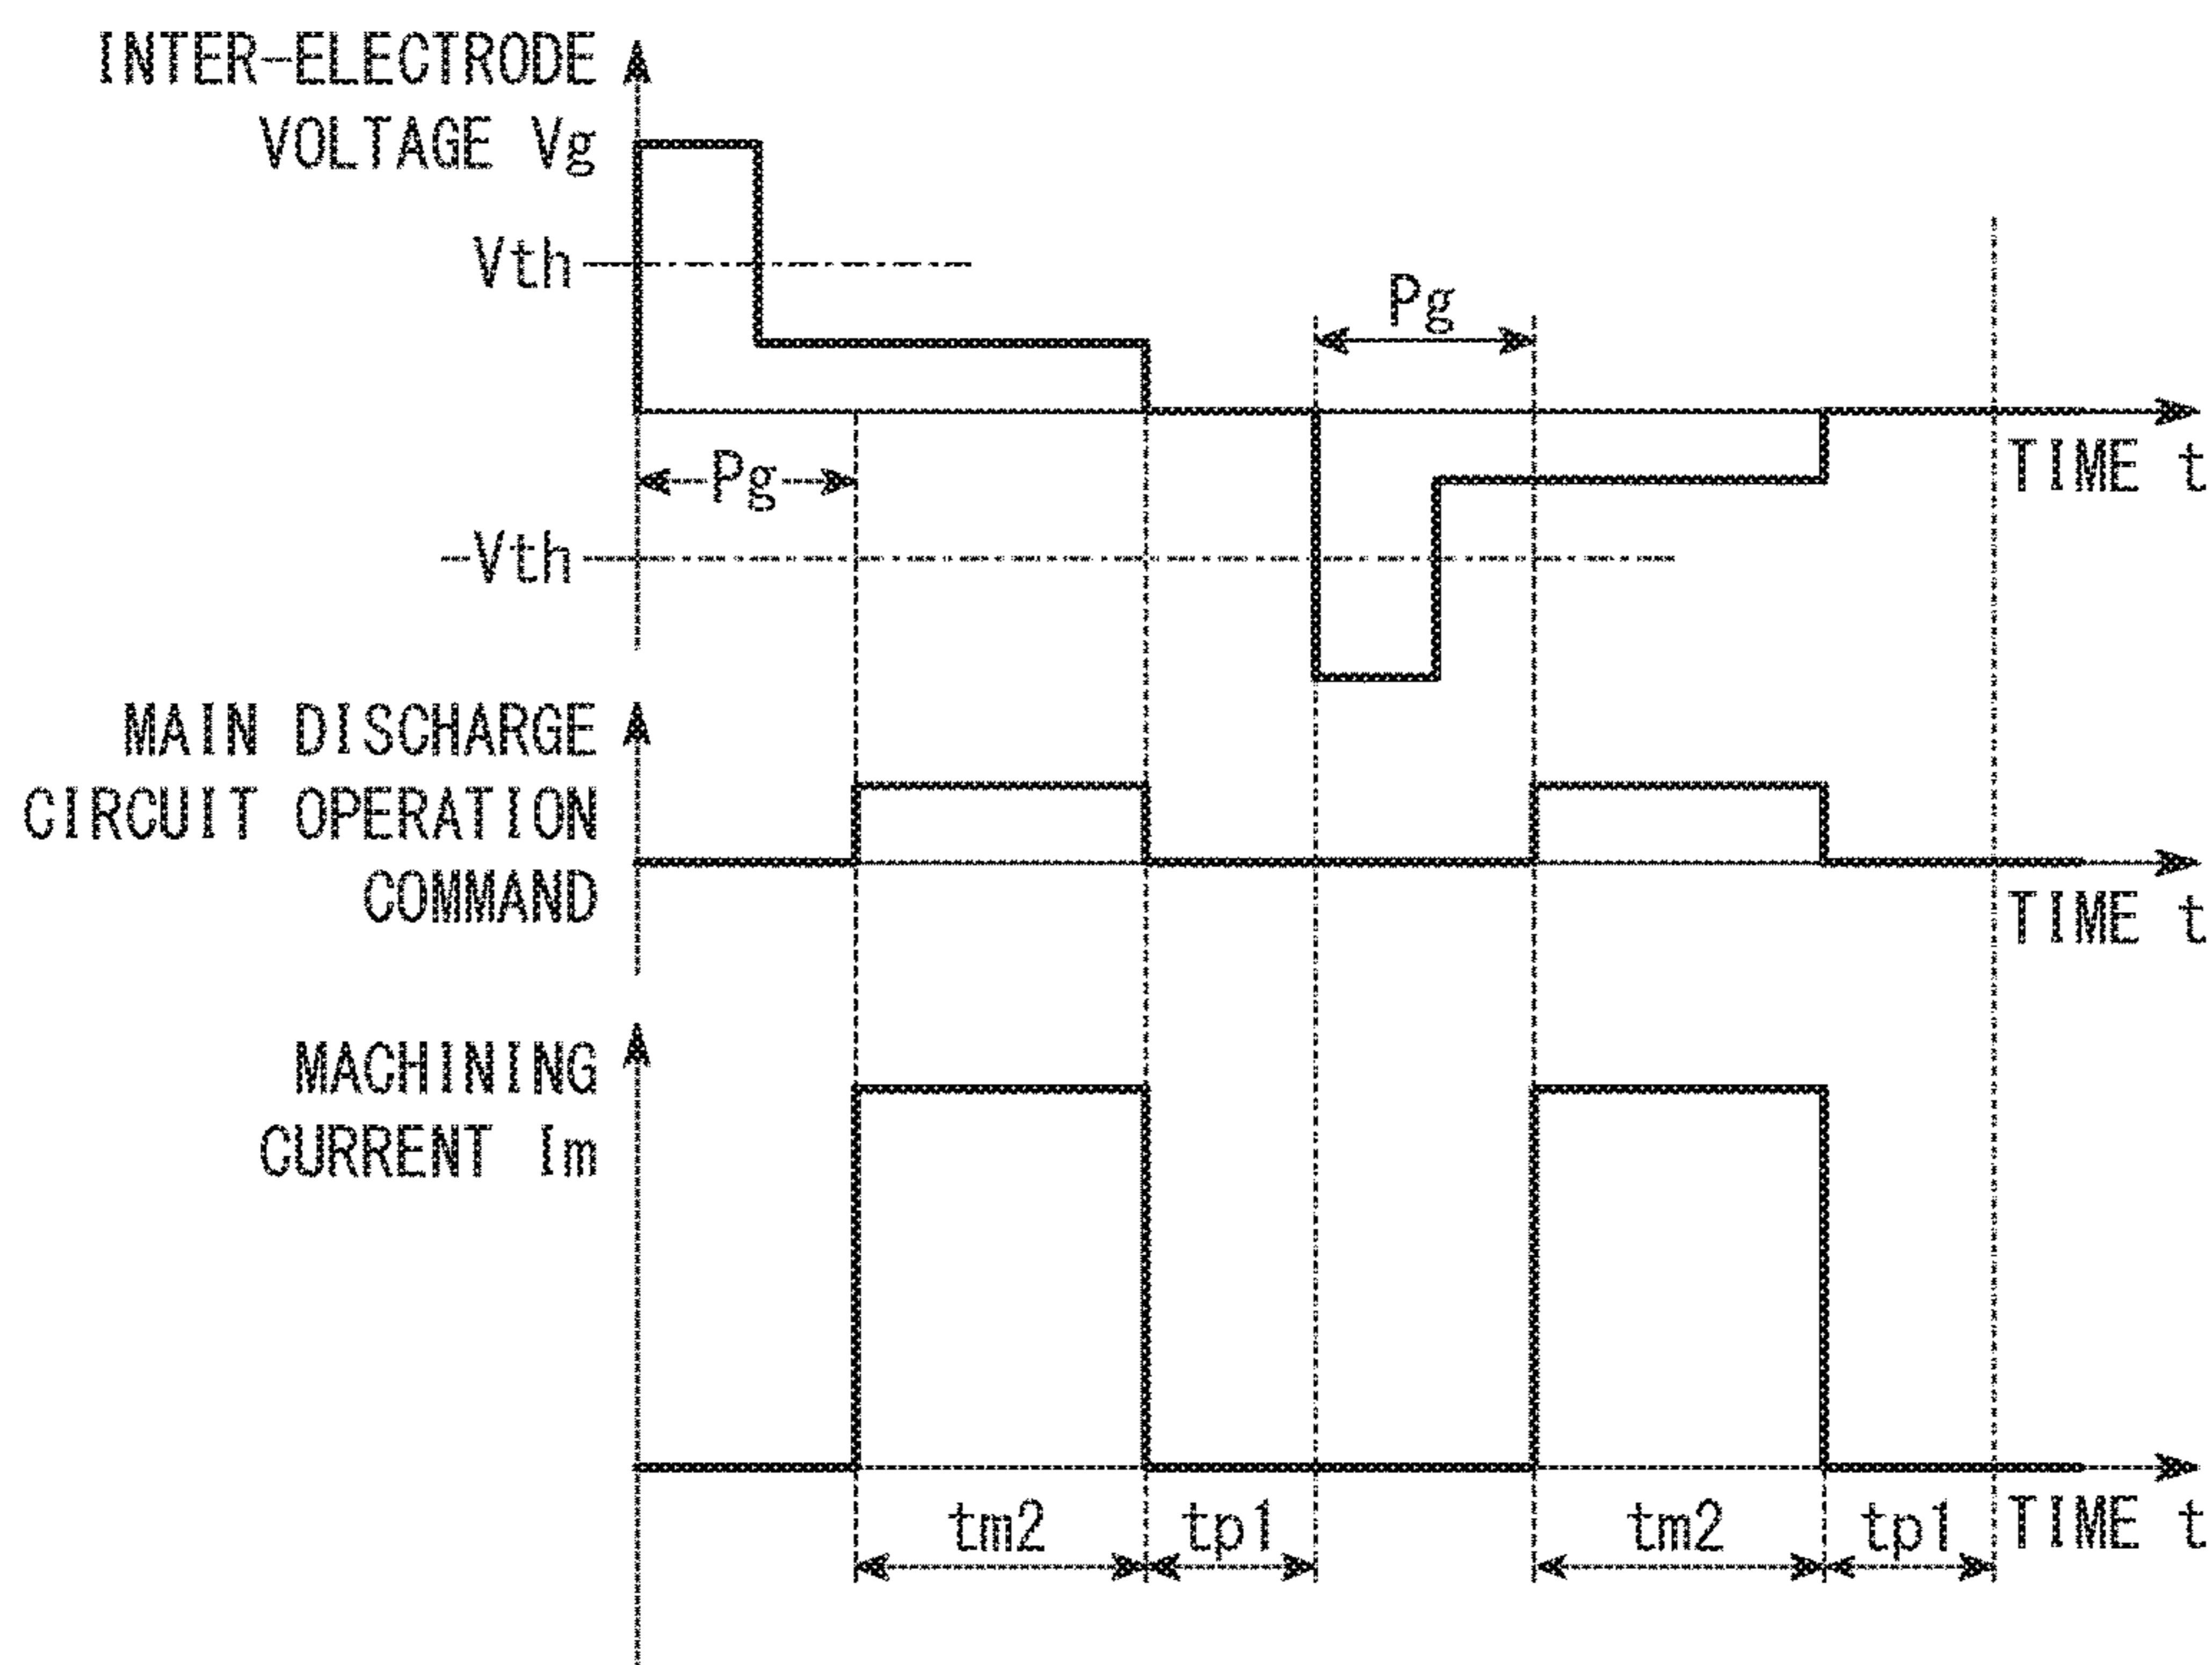 INTER-ELECTRODE
VOLTAGE Vg
Vth
Pg
Pg
TIME t
-Vth
MAIN DISCHARGE
CIRCUIT OPERATION
COMMAND
TIME t
MACHINING
CURRENT Im
tm2
tp1
tm2
tp1
TIME t